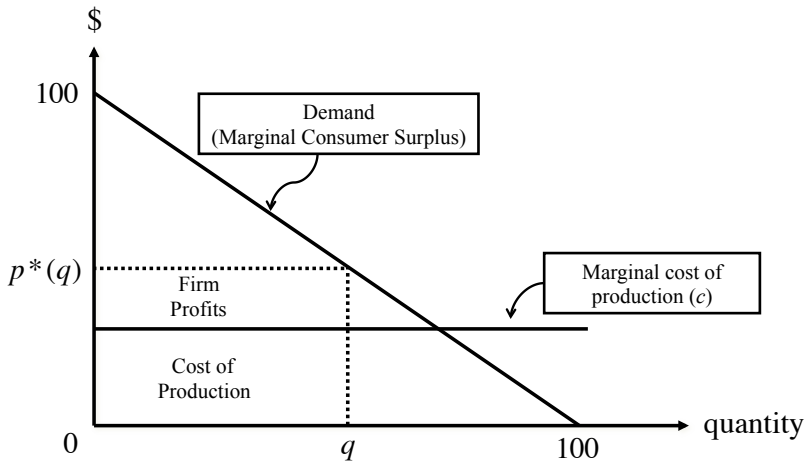 $
100
Demand
(Marginal Consumer Surplus)
p*(q)
Firm
Profits
Marginal cost of
production (c)
Cost of
Production
0
q
100
quantity